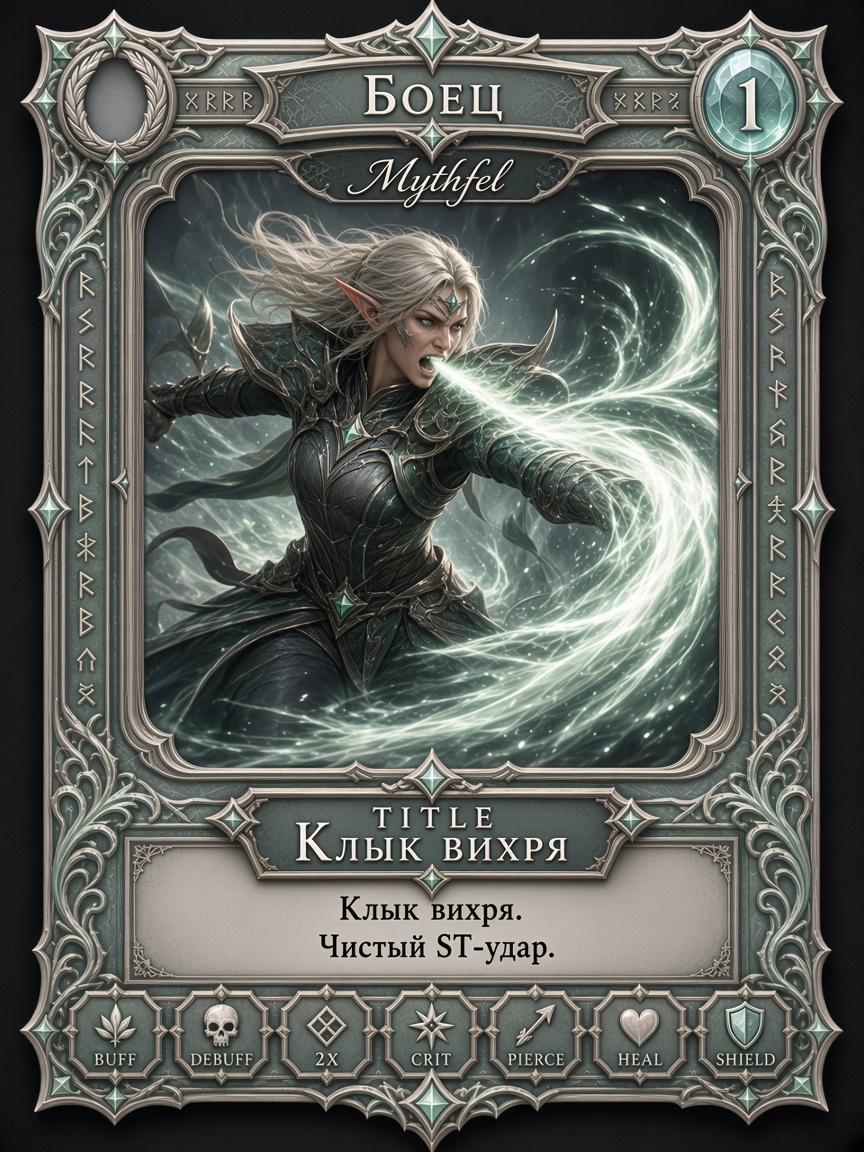 Боец
1
Mythfel
TITLE
Клык вихря
Клык вихря.
Чистый ST-удар.
BUFF
DEBUFF
2X
CRIT
PIERCE
HEAL
SHIELD